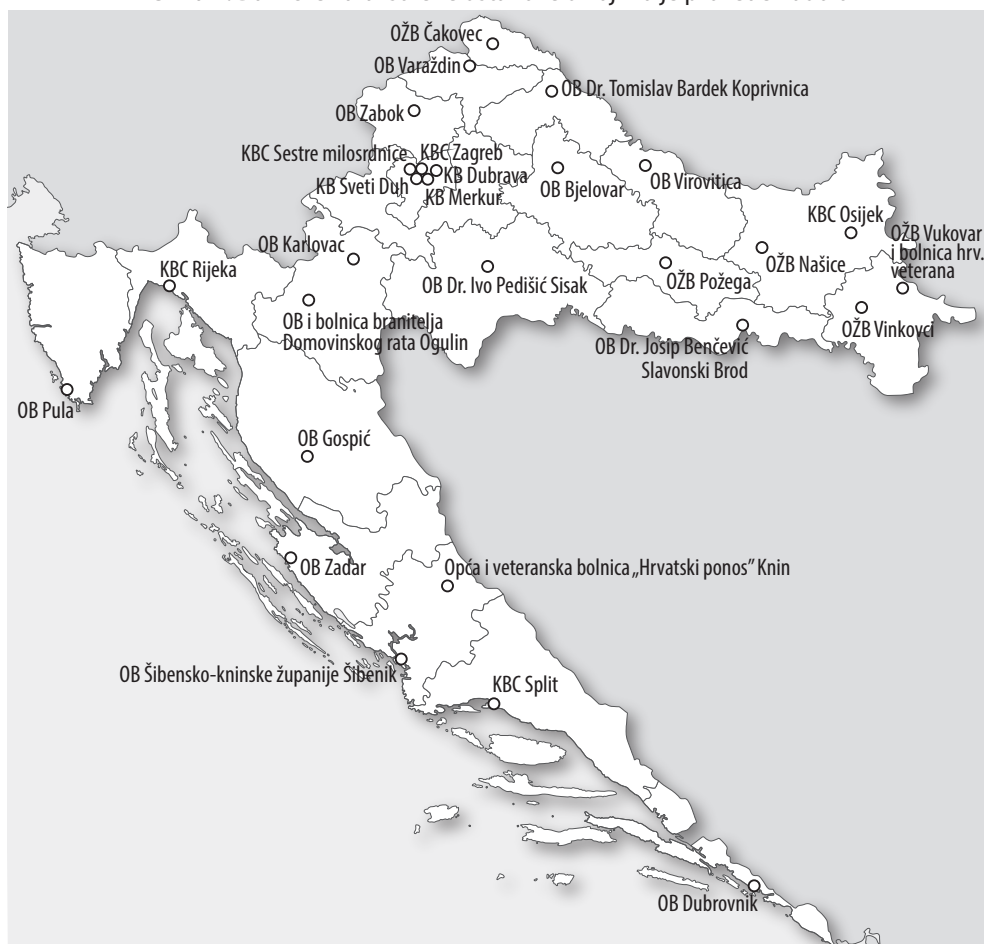 OŽB Čakovec
OB Varaždin
OB Dr. Tomislav Bardek Koprivnica
OB Zabok
KBC Sestre milosrdnice
KBC Zagreb
KB Dubrava
KB Sveti Duh
KB Merkur
OB Bjelovar
OB Virovitica
KBC Osijek
OŽB Vukovar
i bolnica hrv.
veterana
OB Karlovac
KBC Rijeka
OB Dr. Ivo Pedišić Sisak
OŽB Požega
OŽB Našice
OŽB Vinkovci
OB i bolnica branitelja
Domovinskog rata Ogulin
OB Dr. Josip Benčević
Slavonski Brod
OB Pula
OB Gospić
OB Zadar
Opća i veteranska bolnica „Hrvatski ponos” Knin
OB Šibensko-kninske županije Šibenik
KBC Split
OB Dubrovnik